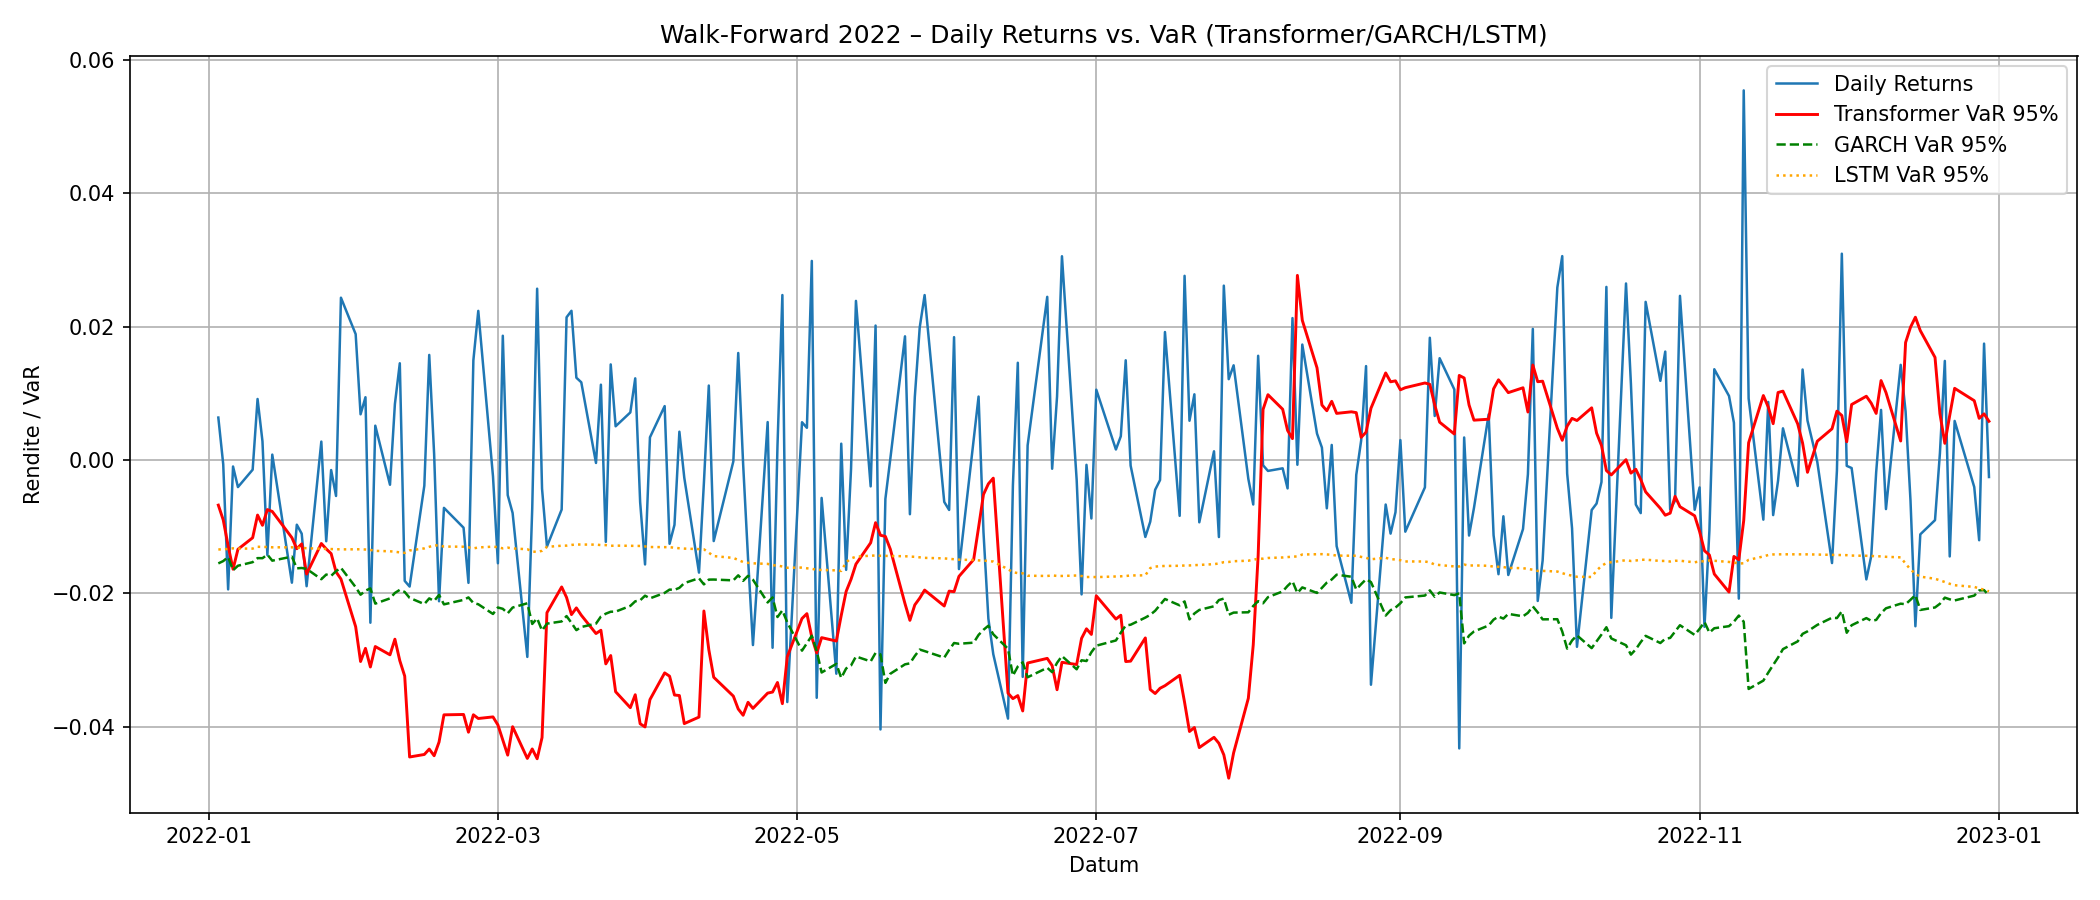 Walk-Forward 2022 – Daily Returns vs. VaR (Transformer/GARCH/LSTM)
Daily Returns
Transformer VaR 95%
GARCH VaR 95%
LSTM VaR 95%
Rendite / VaR
0.06
0.04
0.02
0.00
−0.02
−0.04
2022-01
2022-03
2022-05
2022-07
2022-09
2022-11
2023-01
Datum